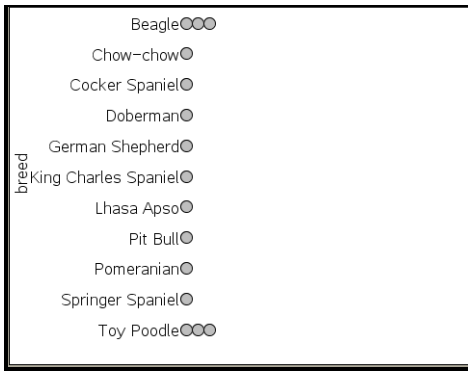 Beagle
Chow-chow
Cocker Spaniel
Doberman
German Shepherd
King Charles Spaniel
Lhasa Apso
Pit Bull
Pomeranian
Springer Spaniel
Toy Poodle
breed